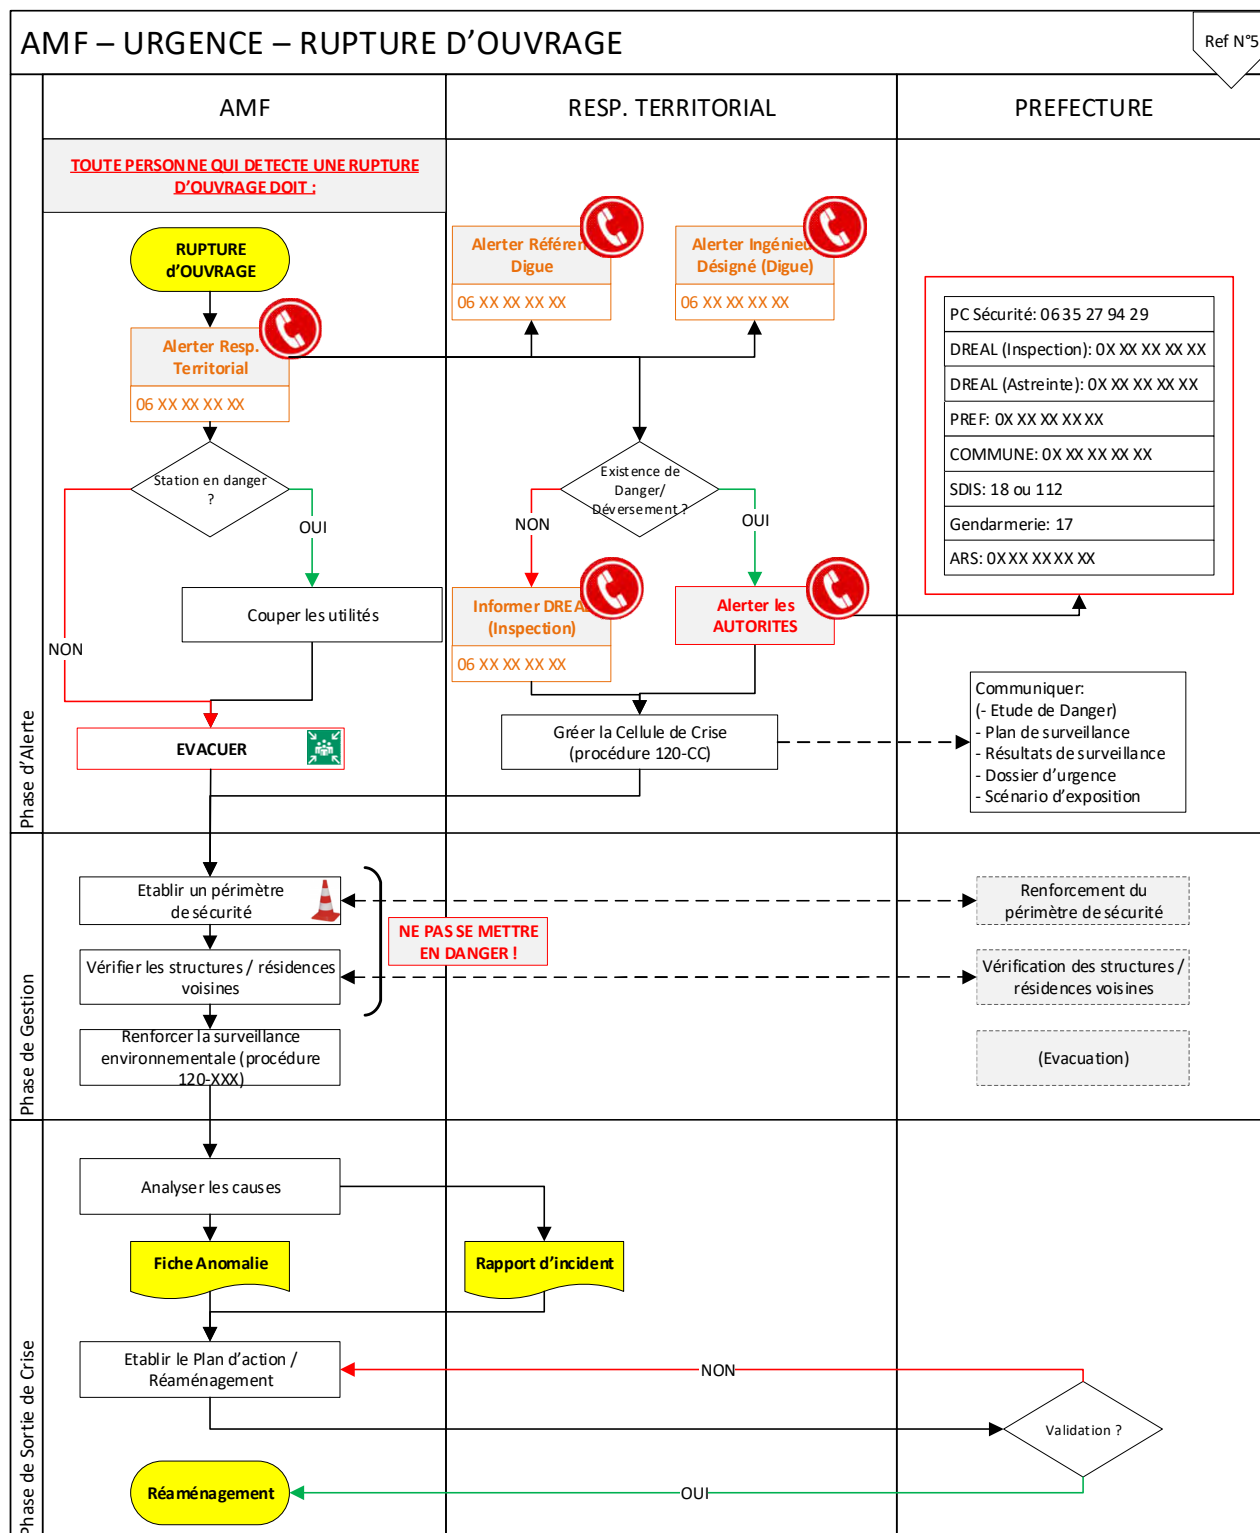 AMF – URGENCE – RUPTURE D’OUVRAGE
Ref N°5
AMF
RESP. TERRITORIAL
PREFECTURE
Phase d’Alerte
TOUTE PERSONNE QUI DETECTE UNE RUPTURE
D’OUVRAGE DOIT :
RUPTURE
d’OUVRAGE
Alerter Resp.
Territorial
06 XX XX XX XX
Alerter Référen
Digue
06 XX XX XX XX
Alerter Ingénieu
Désigné (Digue)
06 XX XX XX XX
PC Sécurité: 06 35 27 94 29
DREAL (Inspection): 0X XX XX XX XX
DREAL (Astreinte): 0X XX XX XX XX
PREF: 0X XX XX XX XX
COMMUNE: 0X XX XX XX XX
SDIS: 18 ou 112
Gendarmerie: 17
ARS: 0X XX XX XX XX
Station en danger
?
NON
OUI
Couper les utilités
EVACUER
Existence de
Danger/
Déversement ?
NON
OUI
Informer DREA
(Inspection)
06 XX XX XX XX
Alerter les
AUTORITES
Gréer la Cellule de Crise
(procédure 120-CC)
Communiquer:
(- Etude de Danger)
- Plan de surveillance
- Résultats de surveillance
- Dossier d’urgence
- Scénario d’exposition
Phase de Gestion
Etablir un périmètre
de sécurité
Vérifier les structures / résidences
voisines
Renforcer la surveillance
environnementale (procédure
120-XXX)
NE PAS SE METTRE
EN DANGER !
Renforcement du
périmètre de sécurité
Vérification des structures /
résidences voisines
(Evacuation)
Phase de Sortie de Crise
Analyser les causes
Fiche Anomalie
Rapport d’incident
Etablir le Plan d’action /
Réaménagement
NON
Validation ?
OUI
Réaménagement